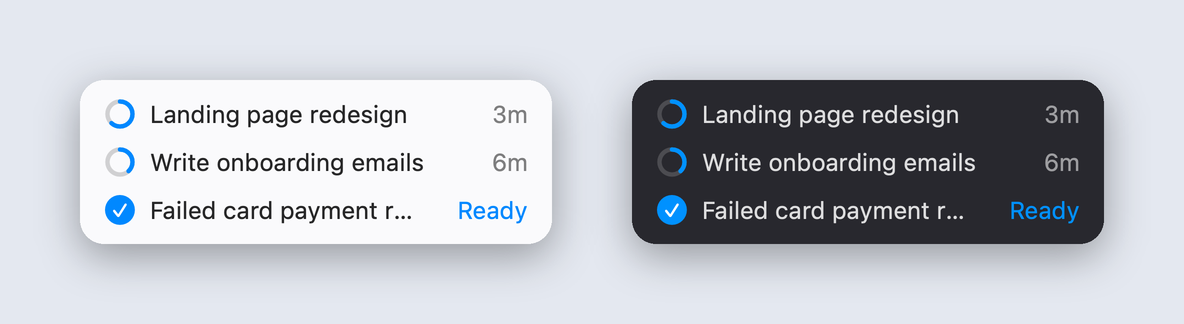 Landing page redesign 3m
Write onboarding emails 6m
Failed card payment r... Ready
Landing page redesign 3m
Write onboarding emails 6m
Failed card payment r... Ready